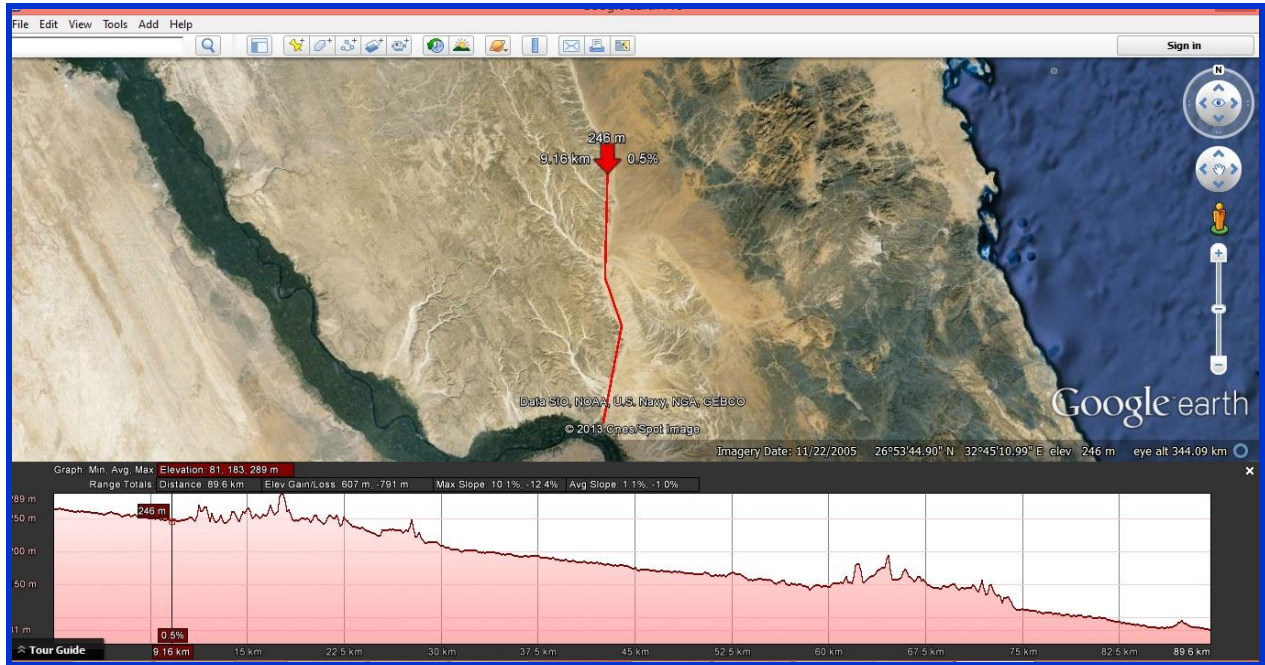 File Edit View Tools Add Help
Sign in
N
246 m
9.16 km 0.5%
Data SIO, NOAA, U.S. Navy, NGA, GEBCO
© 2013 Cnes/Spot Image
Google earth
Imagery Date: 11/22/2005 26°53'44.90" N 32°45'10.99" E elev 246 m eye alt 344.09 km
Graph: Min, Avg, Max Elevation: 81, 183, 289 m
Range Totals: Distance: 89.6 km Elev Gain/Loss: 607 m, -791 m Max Slope: 10.1%, -12.4% Avg Slope: 1.1%, -1.0%
289 m
246 m
250 m
200 m
150 m
0.5%
Tour Guide
9.16 km 15 km 22.5 km 30 km 37.5 km 45 km 52.5 km 60 km 67.5 km 75 km 82.5 km 89.6 km